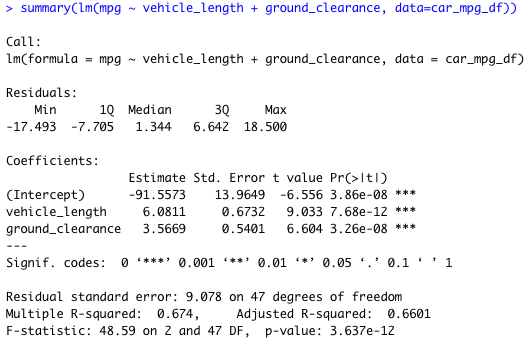 > summary(lm(mpg ~ vehicle_length + ground_clearance, data=car_mpg_df))
Call:
lm(formula = mpg ~ vehicle_length + ground_clearance, data = car_mpg_df)
Residuals:
    Min      1Q  Median      3Q     Max
-17.493  -7.705   1.344   6.642  18.500
Coefficients:
                 Estimate Std. Error t value Pr(>|t|)
(Intercept)      -91.5573    13.9649  -6.556 3.86e-08 ***
vehicle_length     6.0811     0.6732   9.033 7.68e-12 ***
ground_clearance   3.5669     0.5401   6.604 3.26e-08 ***
---
Signif. codes:  0 ‘***’ 0.001 ‘**’ 0.01 ‘*’ 0.05 ‘.’ 0.1 ‘ ’ 1
Residual standard error: 9.078 on 47 degrees of freedom
Multiple R-squared:  0.674,     Adjusted R-squared:  0.6601
F-statistic: 48.59 on 2 and 47 DF,  p-value: 3.637e-12